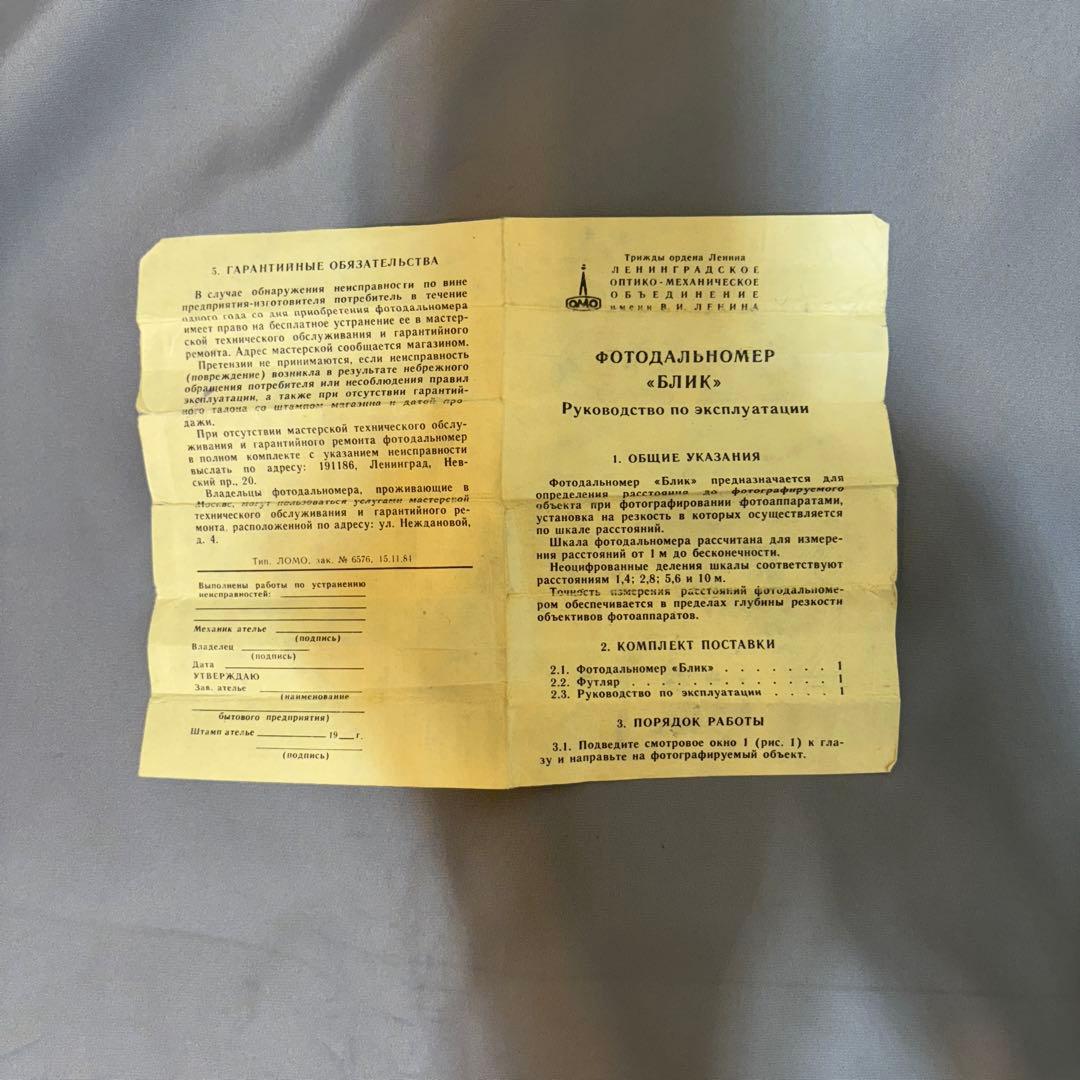 5. ГАРАНТИЙНЫЕ ОБЯЗАТЕЛЬСТВА
В случае обнаружения неисправности по вине
предприятия-изготовителя потребитель в течение
одного года со дня приобретения фотодальномера
имеет право на бесплатное устранение ее в мастер-
ской технического обслуживания и гарантийного
ремонта. Адрес мастерской сообщается магазином.
Претензии не принимаются, если неисправность
(повреждение) возникла в результате небрежного
обращения потребителя или несоблюдения правил
эксплуатации, а также при отсутствии гарантий-
ного талона со штампом магазина и датой про-
дажи.
При отсутствии мастерской технического обслу-
живания и гарантийного ремонта фотодальномер
в полном комплекте с указанием неисправности
выслать по адресу: 191186, Ленинград, Нев-
ский пр., 20.
Владельцы фотодальномера, проживающие в
Москве, могут пользоваться услугами мастерской
технического обслуживания и гарантийного ре-
монта, расположенной по адресу: ул. Неждановой,
д. 4.
Тип. ЛОМО, зак. № 6576, 15.11.84
Выполнены работы по устранению
неисправностей:
Механик ателье
(подпись)
Владелец
(подпись)
Дата
УТВЕРЖДАЮ
Зав. ателье
(наименование
бытового предприятия)
Штамп ателье 19 г.
(подпись)
Трижды ордена Ленина
ЛЕНИНГРАДСКОЕ
ОПТИКО-МЕХАНИЧЕСКОЕ
ОБЪЕДИНЕНИЕ
имени В.И. ЛЕНИНА
ЛОМО
ФОТОДАЛЬНОМЕР
«БЛИК»
Руководство по эксплуатации
1. ОБЩИЕ УКАЗАНИЯ
Фотодальномер «Блик» предназначается для
определения расстояния до фотографируемого
объекта при фотографировании фотоаппаратами,
установка на резкость в которых осуществляется
по шкале расстояний.
Шкала фотодальномера рассчитана для измере-
ния расстояний от 1 м до бесконечности.
Неоцифрованные деления шкалы соответствуют
расстояниям 1,4; 2,8; 5,6 и 10 м.
Точность измерения расстояний фотодальноме-
ром обеспечивается в пределах глубины резкости
объективов фотоаппаратов.
2. КОМПЛЕКТ ПОСТАВКИ
2.1. Фотодальномер «Блик» . . . . . . . 1
2.2. Футляр . . . . . . . . . . . 1
2.3. Руководство по эксплуатации . . . . 1
3. ПОРЯДОК РАБОТЫ
3.1. Подведите смотровое окно 1 (рис. 1) к гла-
зу и направьте на фотографируемый объект.